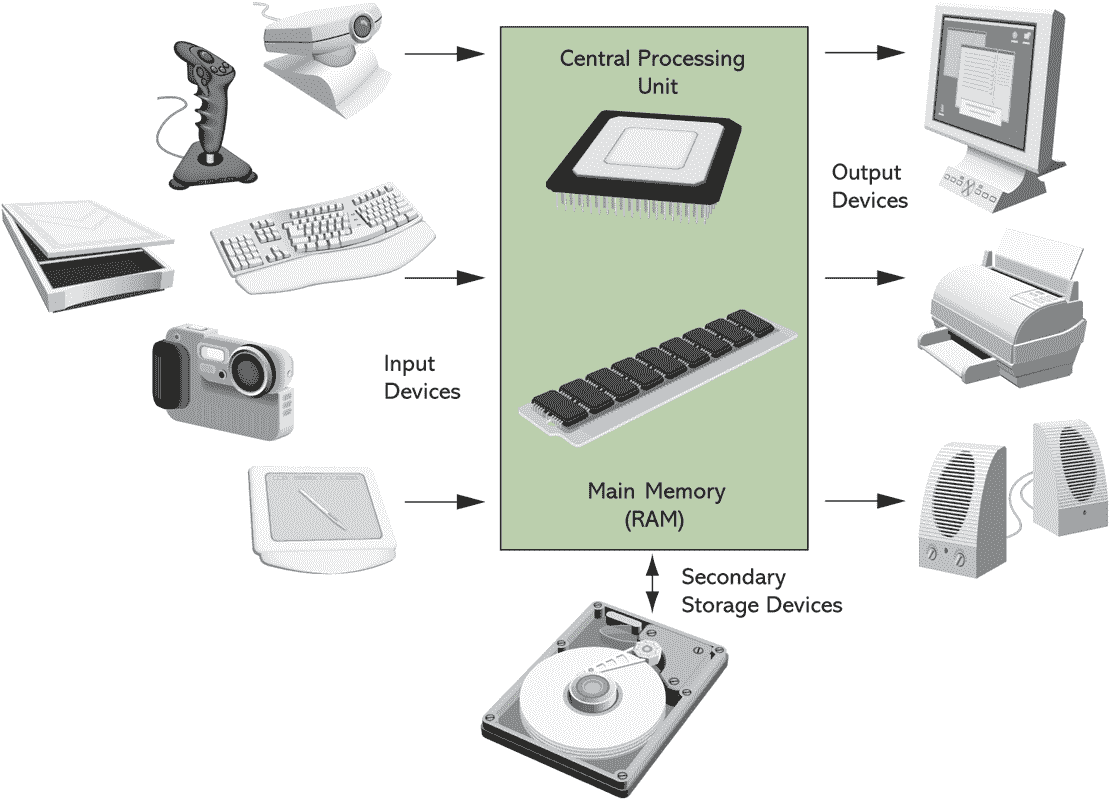 Central Processing
Unit
Output
Devices
Input
Devices
Main Memory
(RAM)
Secondary
Storage Devices